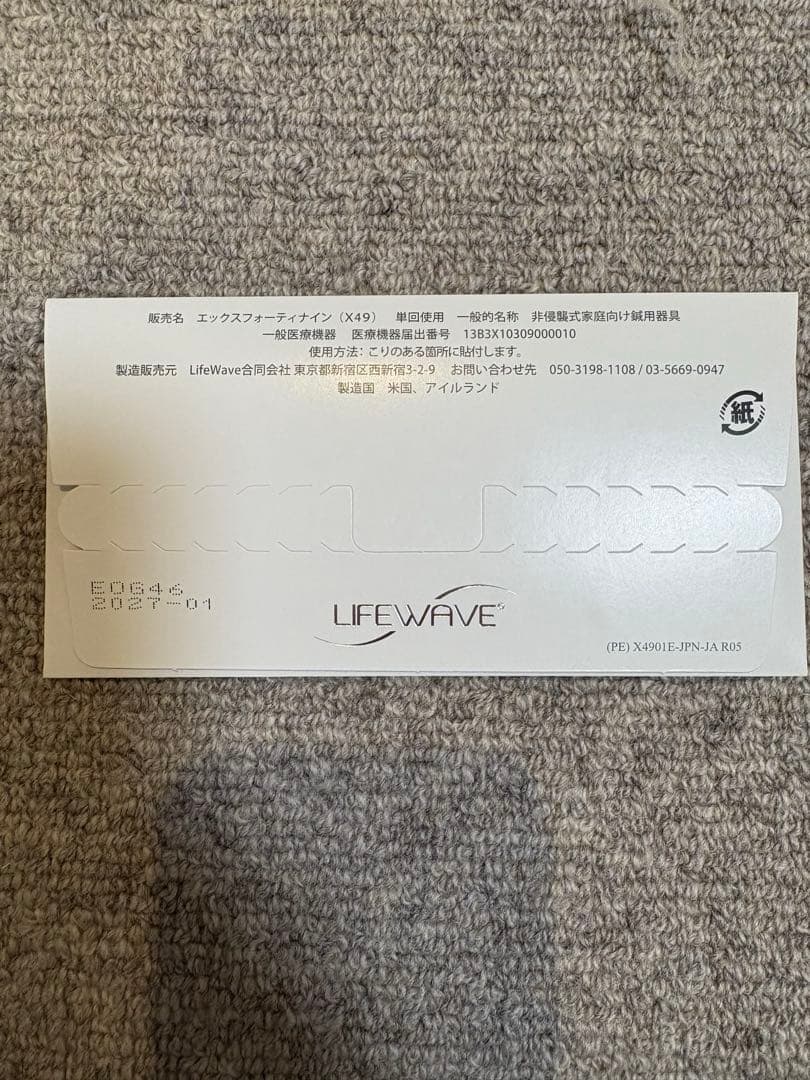 販売名 エックスフォーティナイン（X49） 単回使用 一般的名称 非侵襲式家庭向け鍼用器具
一般医療機器 医療機器届出番号 13B3X10309000010
使用方法：こりのある箇所に貼付します。
製造販売元 LifeWave合同会社 東京都新宿区西新宿3-2-9 お問い合わせ先 050-3198-1108 / 03-5669-0947
製造国 米国、アイルランド
紙
EOG46
2027-01
LIFEWAVE
(PE) X4901E-JPN-JA R05